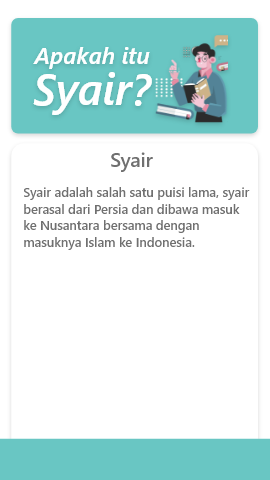 Apakah itu
Syair?
Syair
Syair adalah salah satu puisi lama, syair
berasal dari Persia dan dibawa masuk
ke Nusantara bersama dengan
masuknya Islam ke Indonesia.